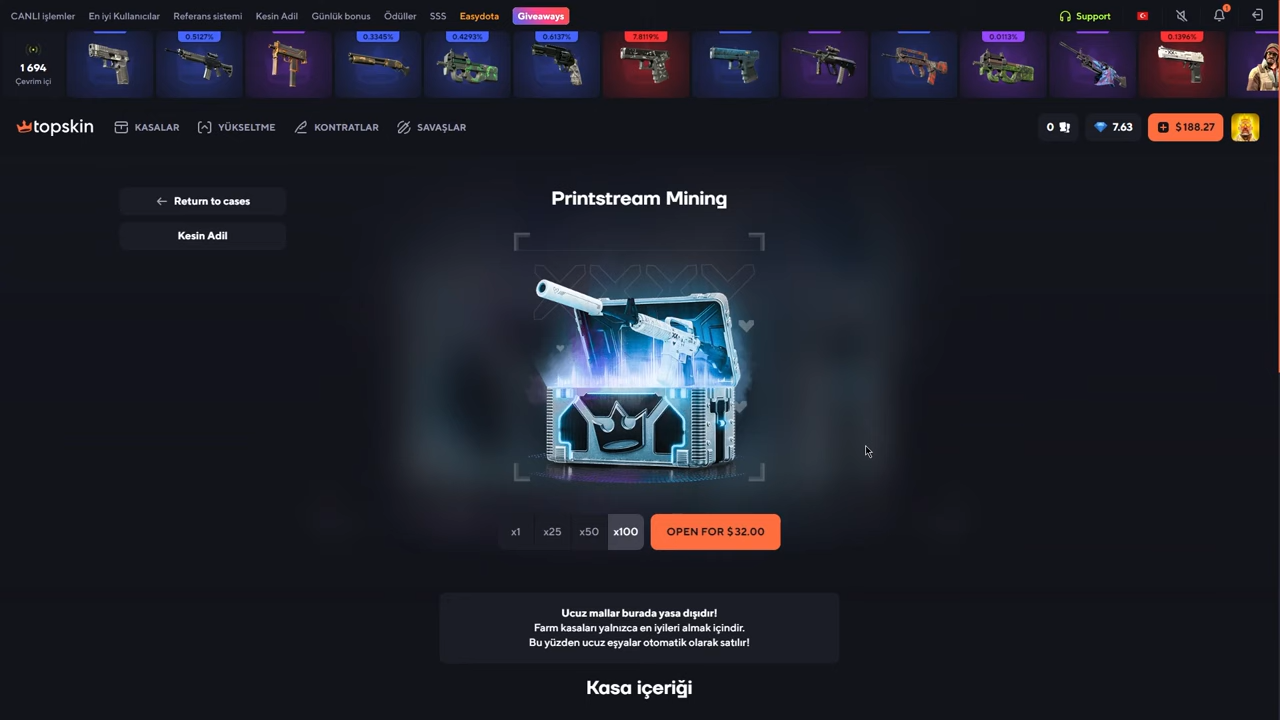 CANLI işlemler En iyi Kullanıcılar Referans sistemi Kesin Adil Günlük bonus Ödüller SSS Easydota Giveaways Support 1
0.5127% 0.3345% 0.4293% 0.6137% 7.8119% 0.0113% 0.1396%
1 694
Çevrim içi
topskin KASALAR YÜKSELTME KONTRATLAR SAVAŞLAR 0 7.63 $188.27
Return to cases
Kesin Adil
Printstream Mining
x1 x25 x50 x100 OPEN FOR $32.00
Ucuz mallar burada yasa dışıdır!
Farm kasaları yalnızca en iyileri almak içindir.
Bu yüzden ucuz eşyalar otomatik olarak satılır!
Kasa içeriği